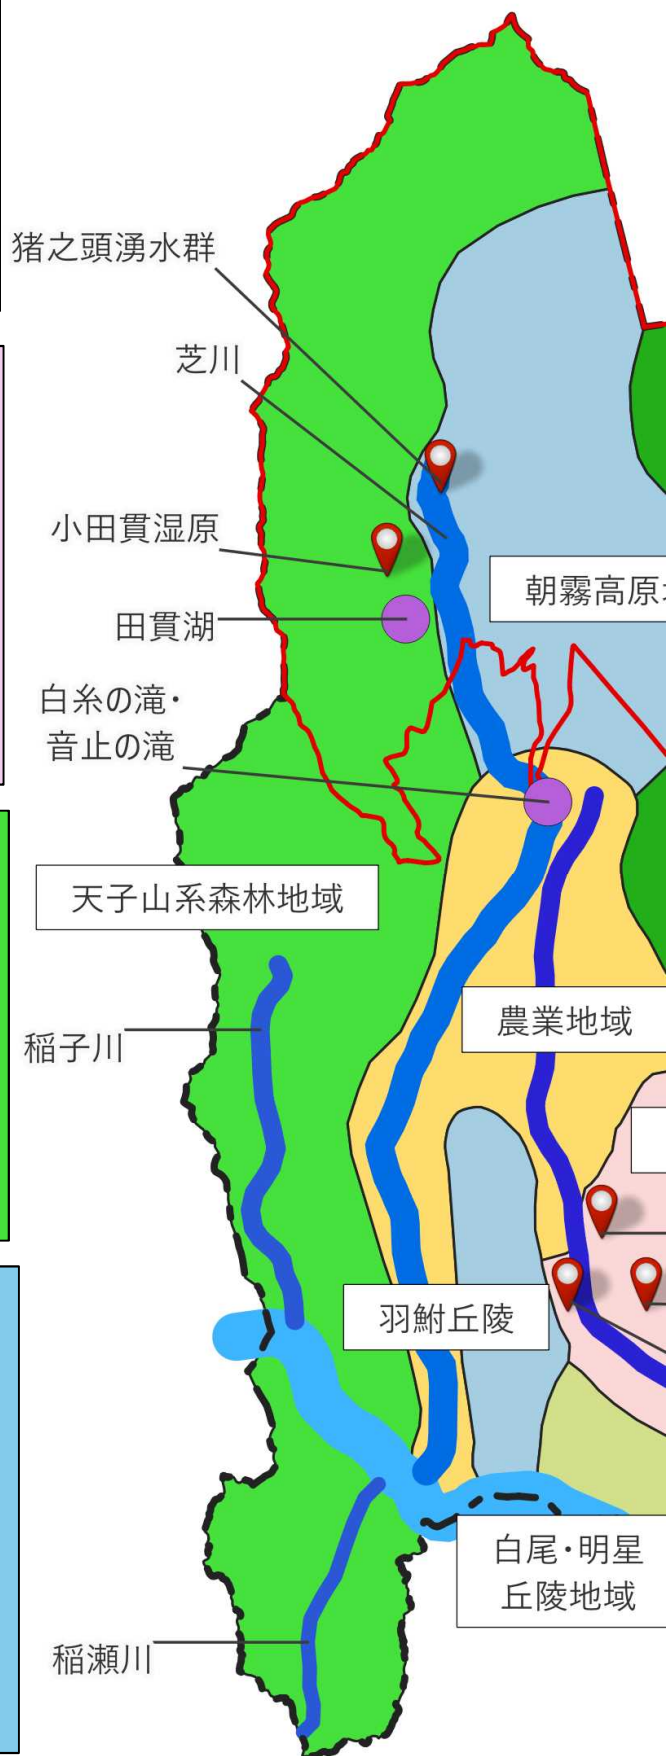 猪之頭湧水群
芝川
小田貫湿原
朝霧高原
田貫湖
白糸の滝・
音止の滝
天子山系森林地域
農業地域
稲子川
羽鮒丘陵
白尾・明星
丘陵地域
稲瀬川